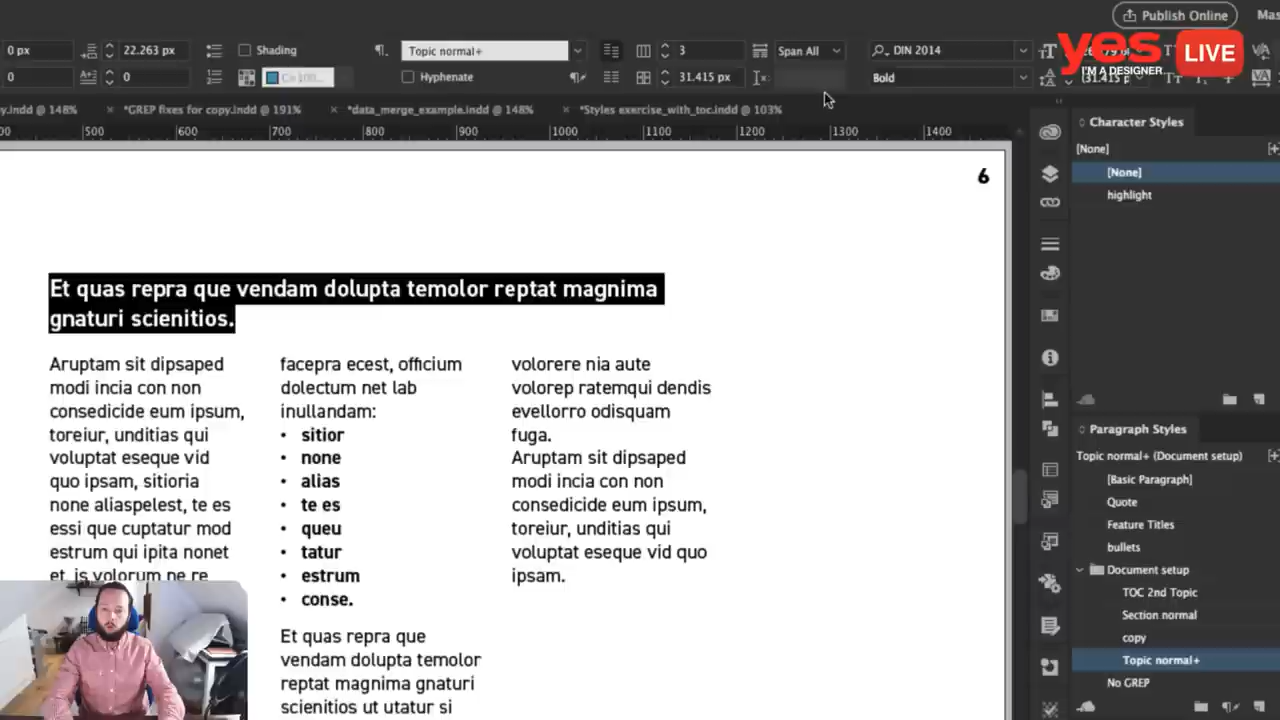 Publish Online
Mas
0 px
22.263 px
Shading
Topic normal+
3
Span All
DIN 2014
yes
I'M A DESIGNER
LIVE
0
0
Hyphenate
31.415 px
Bold
y.indd @ 148%
*GREP fixes for copy.indd @ 191%
*data_merge_example.indd @ 148%
*Styles exercise_with_toc.indd @ 103%
500
600
700
800
900
1000
1100
1200
1300
1400
6
Et quas repra que vendam dolupta temolor reptat magnima
gnaturi scienitios.
Aruptam sit dipsaped
modi incia con non
consedicide eum ipsum,
toreiur, unditias qui
voluptat eseque vid
quo ipsam, sitioria
none aliaspelest, te es
essi que cuptatur mod
estrum qui ipita nonet
et, is volorum ne re
facepra ecest, officium
dolectum net lab
inullandam:
• sitior
• none
• alias
• te es
• queu
• tatur
• estrum
• conse.
Et quas repra que
vendam dolupta temolor
reptat magnima gnaturi
scienitios ut utatur si
volorere nia aute
volorep ratemqui dendis
evellorro odisquam
fuga.
Aruptam sit dipsaped
modi incia con non
consedicide eum ipsum,
toreiur, unditias qui
voluptat eseque vid quo
ipsam.
Character Styles
[None]
[None]
highlight
Paragraph Styles
Topic normal+ (Document setup)
[Basic Paragraph]
Quote
Feature Titles
bullets
Document setup
TOC 2nd Topic
Section normal
copy
Topic normal+
No GREP